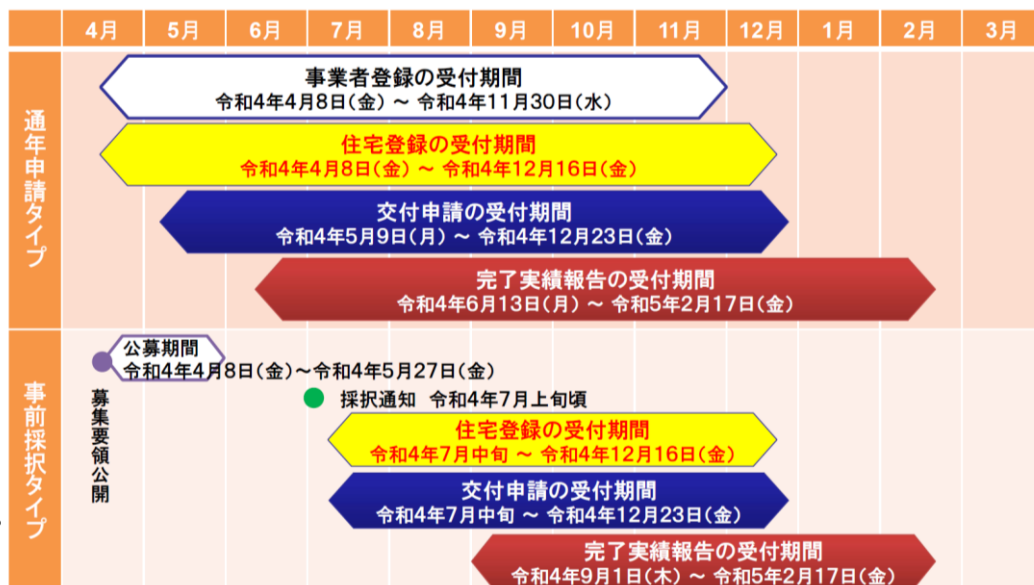 4月 5月 6月 7月 8月 9月 10月 11月 12月 1月 2月 3月
通年申請タイプ
事業者登録の受付期間
令和4年4月8日(金) ～ 令和4年11月30日(水)
住宅登録の受付期間
令和4年4月8日(金) ～ 令和4年12月16日(金)
交付申請の受付期間
令和4年5月9日(月) ～ 令和4年12月23日(金)
完了実績報告の受付期間
令和4年6月13日(月) ～ 令和5年2月17日(金)
事前採択タイプ
公募期間
令和4年4月8日(金)～令和4年5月27日(金)
募集要領公開
採択通知 令和4年7月上旬頃
住宅登録の受付期間
令和4年7月中旬 ～ 令和4年12月16日(金)
交付申請の受付期間
令和4年7月中旬 ～ 令和4年12月23日(金)
完了実績報告の受付期間
令和4年9月1日(木) ～ 令和5年2月17日(金)